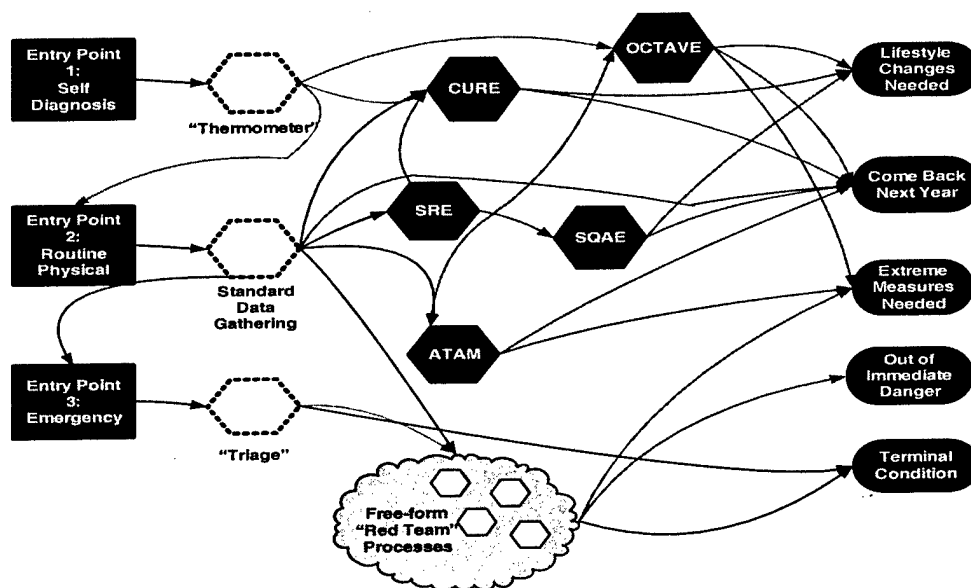 Entry Point
1:
Self
Diagnosis
"Thermometer"
CURE
OCTAVE
Lifestyle
Changes
Needed
Entry Point
2:
Routine
Physical
Standard
Data
Gathering
SRE
SQAE
Come Back
Next Year
ATAM
Extreme
Measures
Needed
Entry Point
3:
Emergency
"Triage"
Free-form
"Red Team"
Processes
Out of
Immediate
Danger
Terminal
Condition